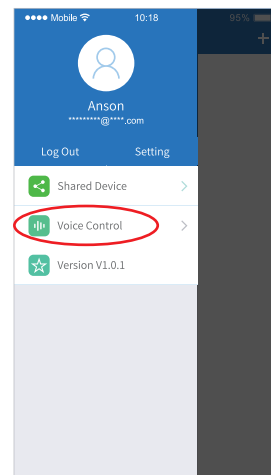 Mobile 10:18 95%
Anson
*********@****.com
Log Out Setting
Shared Device
Voice Control
Version V1.0.1